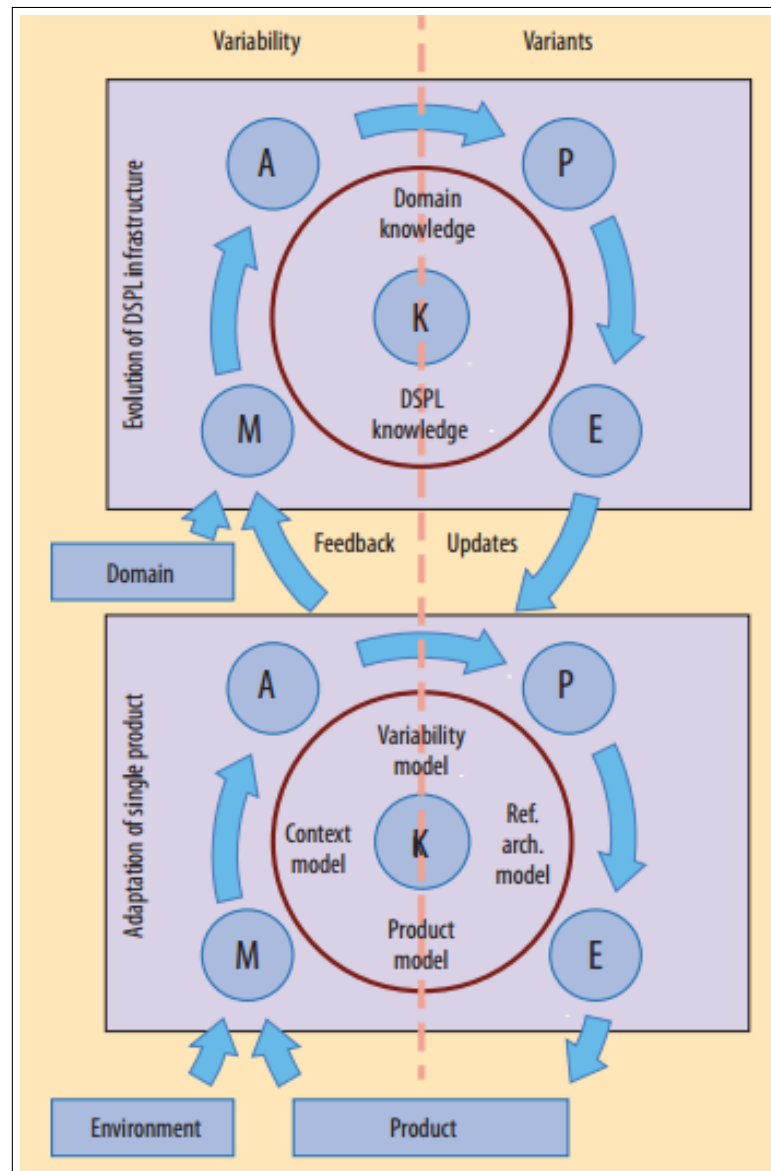 Variability
Variants
Evolution of DSPL infrastructure
A
P
Domain
knowledge
K
DSPL
knowledge
M
E
Feedback
Updates
Domain
Adaptation of single product
A
P
Variability
model
Context
model
K
Ref.
arch.
model
Product
model
M
E
Environment
Product